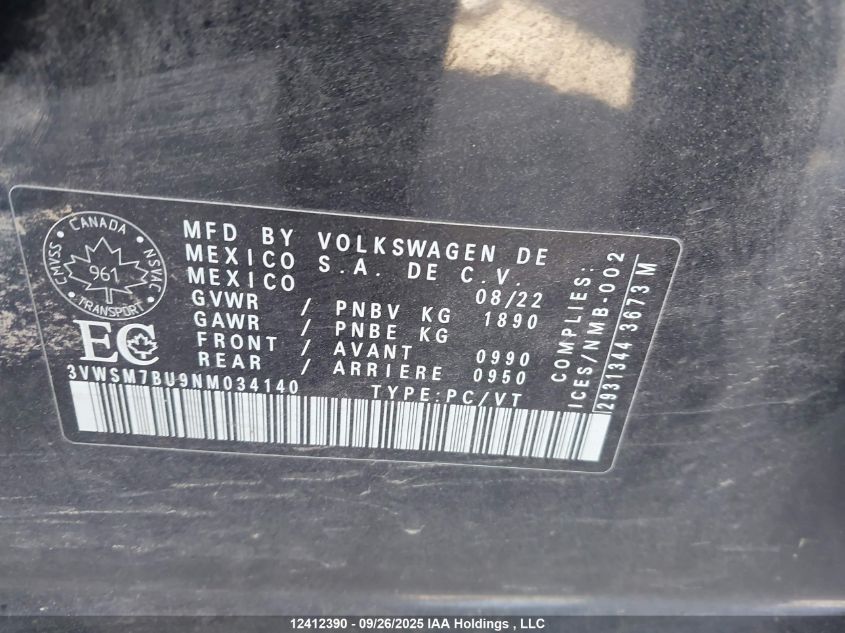 CANADA
CMVSS NSVAC
961
TRANSPORT
EC
MFD BY VOLKSWAGEN DE
MEXICO S.A. DE C.V.
MEXICO
08/22
GVWR / PNBV KG 1890
GAWR / PNBE KG
FRONT / AVANT 0990
REAR / ARRIERE 0950
3VWSM7BU9NM034140 TYPE:PC/VT
COMPLIES:
ICES/NMB-002
2931344 3673 M
12412390 - 09/26/2025 IAA Holdings , LLC